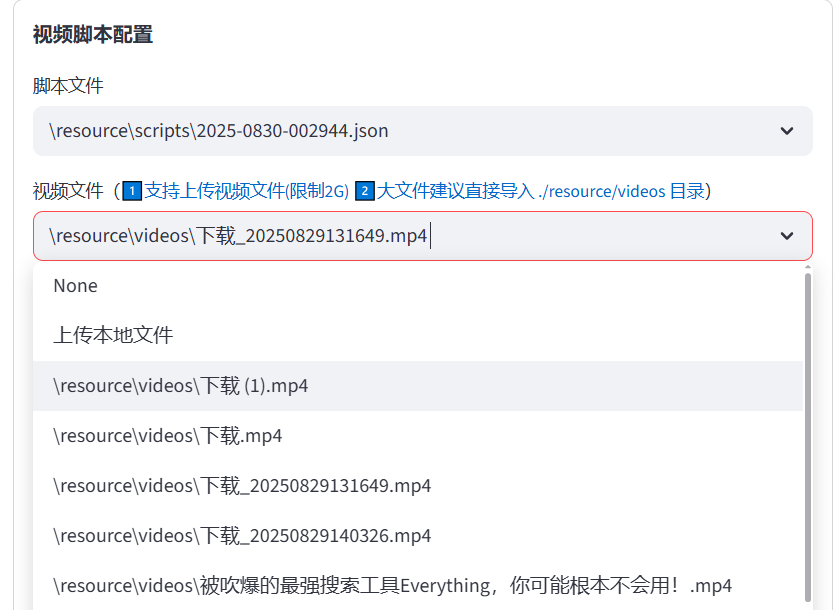 视频脚本配置
脚本文件
\resource\scripts\2025-0830-002944.json
视频文件（1️⃣支持上传视频文件(限制2G) 2️⃣大文件建议直接导入 ./resource/videos 目录）
\resource\videos\下载_20250829131649.mp4
None
上传本地文件
\resource\videos\下载 (1).mp4
\resource\videos\下载.mp4
\resource\videos\下载_20250829131649.mp4
\resource\videos\下载_20250829140326.mp4
\resource\videos\被吹爆的最强搜索工具Everything，你可能根本不会用！.mp4